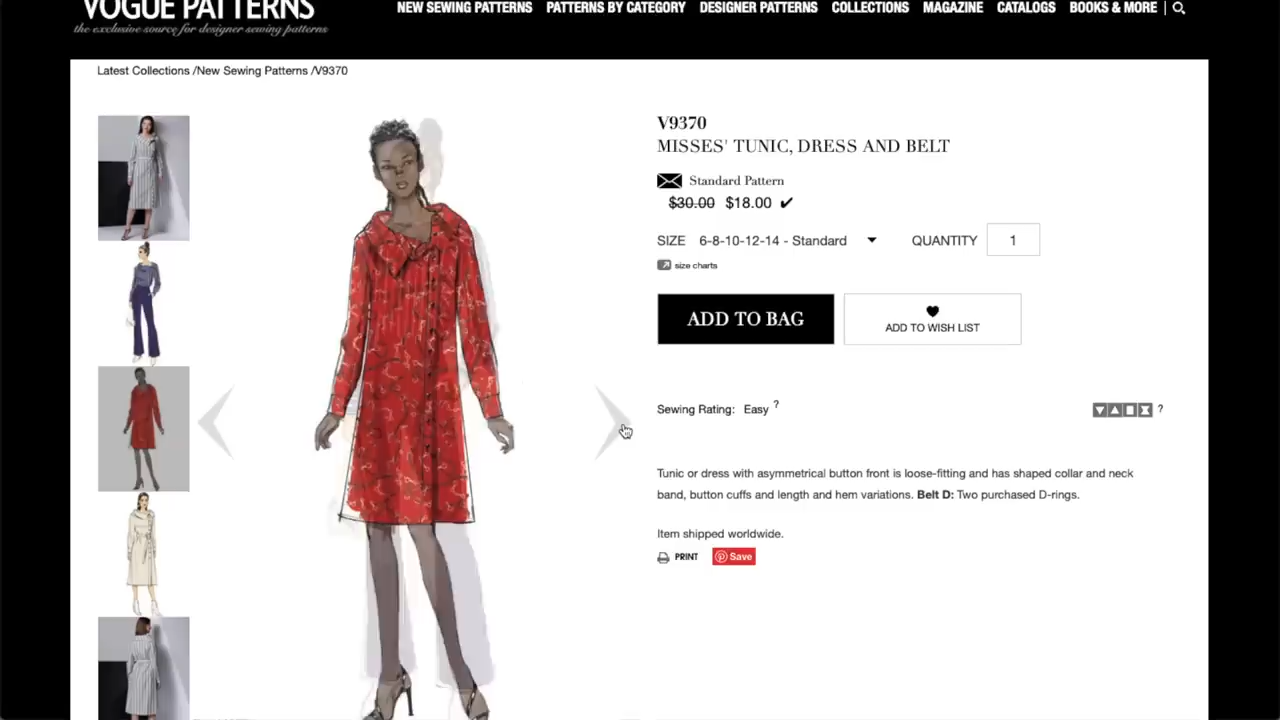 VOGUE PATTERNS
the exclusive source for designer sewing patterns
NEW SEWING PATTERNS PATTERNS BY CATEGORY DESIGNER PATTERNS COLLECTIONS MAGAZINE CATALOGS BOOKS & MORE
Latest Collections /New Sewing Patterns /V9370
V9370
MISSES' TUNIC, DRESS AND BELT
Standard Pattern
$30.00 $18.00 ✔
SIZE 6-8-10-12-14 - Standard QUANTITY 1
size charts
ADD TO BAG
ADD TO WISH LIST
Sewing Rating: Easy ?
?
Tunic or dress with asymmetrical button front is loose-fitting and has shaped collar and neck
band, button cuffs and length and hem variations. Belt D: Two purchased D-rings.
Item shipped worldwide.
PRINT Save